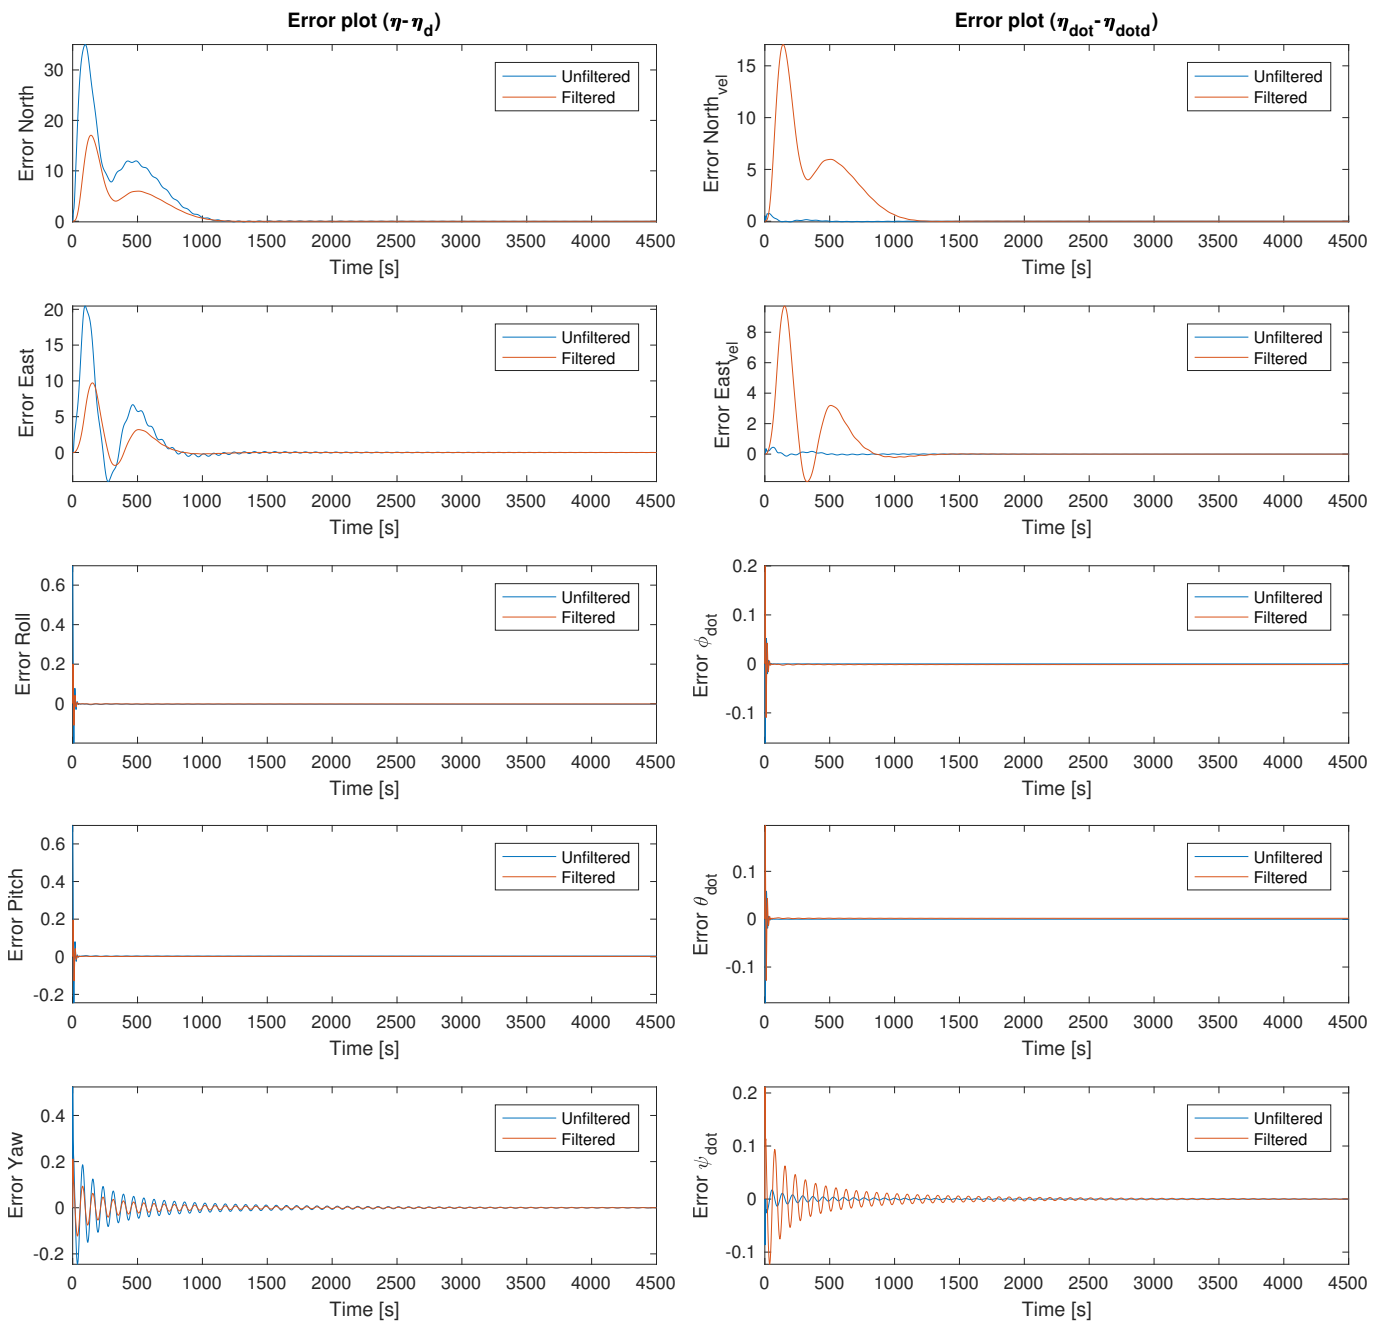 Error plot (η-η_d)
Error North
30
20
10
0
Unfiltered
Filtered
0 500 1000 1500 2000 2500 3000 3500 4000 4500
Time [s]
Error plot (η_dot-η_dotd)
Error North_vel
15
10
5
0
Unfiltered
Filtered
0 500 1000 1500 2000 2500 3000 3500 4000 4500
Time [s]
Error East
20
15
10
5
0
Unfiltered
Filtered
0 500 1000 1500 2000 2500 3000 3500 4000 4500
Time [s]
Error East_vel
8
6
4
2
0
Unfiltered
Filtered
0 500 1000 1500 2000 2500 3000 3500 4000 4500
Time [s]
Error Roll
0.6
0.4
0.2
0
Unfiltered
Filtered
0 500 1000 1500 2000 2500 3000 3500 4000 4500
Time [s]
Error ϕ_dot
0.2
0.1
0
-0.1
Unfiltered
Filtered
0 500 1000 1500 2000 2500 3000 3500 4000 4500
Time [s]
Error Pitch
0.6
0.4
0.2
0
-0.2
Unfiltered
Filtered
0 500 1000 1500 2000 2500 3000 3500 4000 4500
Time [s]
Error θ_dot
0.1
0
-0.1
Unfiltered
Filtered
0 500 1000 1500 2000 2500 3000 3500 4000 4500
Time [s]
Error Yaw
0.4
0.2
0
-0.2
Unfiltered
Filtered
0 500 1000 1500 2000 2500 3000 3500 4000 4500
Time [s]
Error ψ_dot
0.2
0.1
0
-0.1
Unfiltered
Filtered
0 500 1000 1500 2000 2500 3000 3500 4000 4500
Time [s]